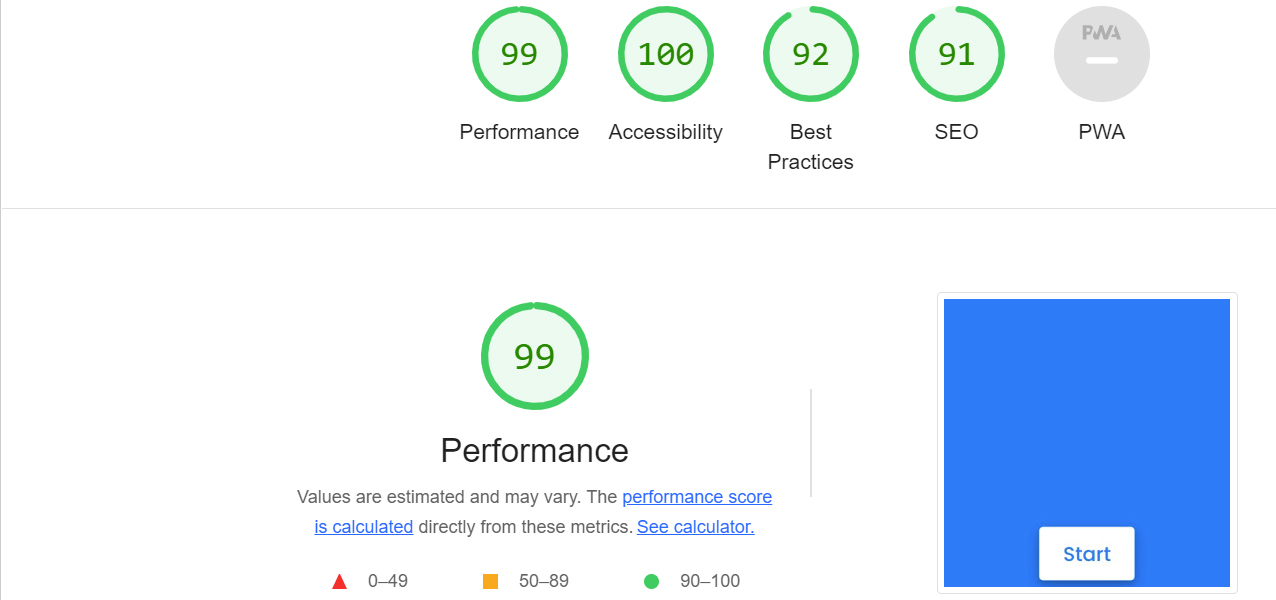 99 100 92 91 PWA
Performance Accessibility Best SEO PWA
Practices
99
Performance
Values are estimated and may vary. The performance score
is calculated directly from these metrics. See calculator.
0–49 50–89 90–100
Start